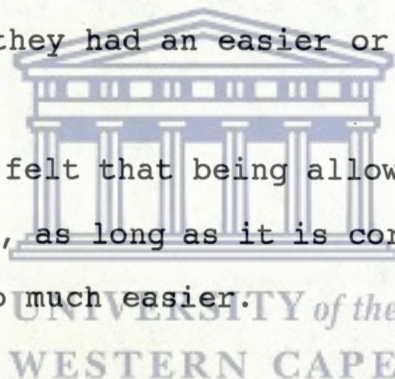 they had an easier or
felt that being allow
, as long as it is cor
o much easier.
UNIVERSITY of the
WESTERN CAPE